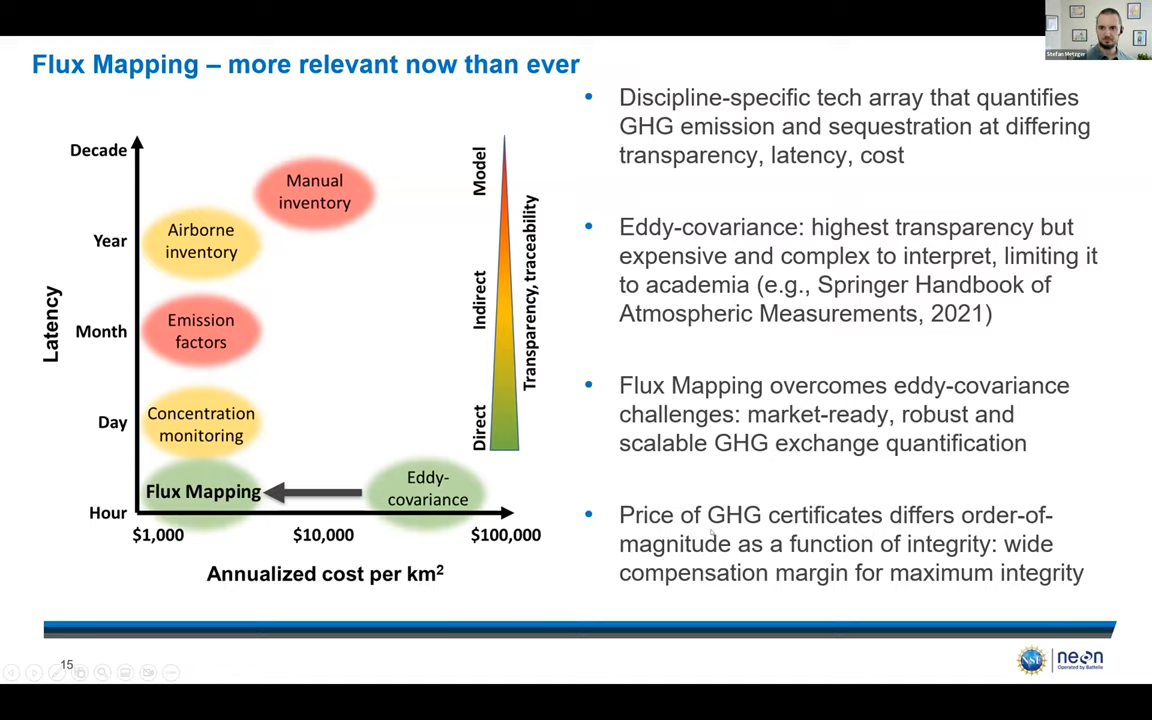 Stefan Metzger
Flux Mapping – more relevant now than ever
Decade
Year
Month
Day
Hour
Latency
Manual
inventory
Airborne
inventory
Emission
factors
Concentration
monitoring
Flux Mapping
Eddy-
covariance
$1,000
$10,000
$100,000
Annualized cost per km²
Model
Indirect
Direct
Transparency, traceability
• Discipline-specific tech array that quantifies
GHG emission and sequestration at differing
transparency, latency, cost
• Eddy-covariance: highest transparency but
expensive and complex to interpret, limiting it
to academia (e.g., Springer Handbook of
Atmospheric Measurements, 2021)
• Flux Mapping overcomes eddy-covariance
challenges: market-ready, robust and
scalable GHG exchange quantification
• Price of GHG certificates differs order-of-
magnitude as a function of integrity: wide
compensation margin for maximum integrity
15
NSF
neon
Operated by Battelle